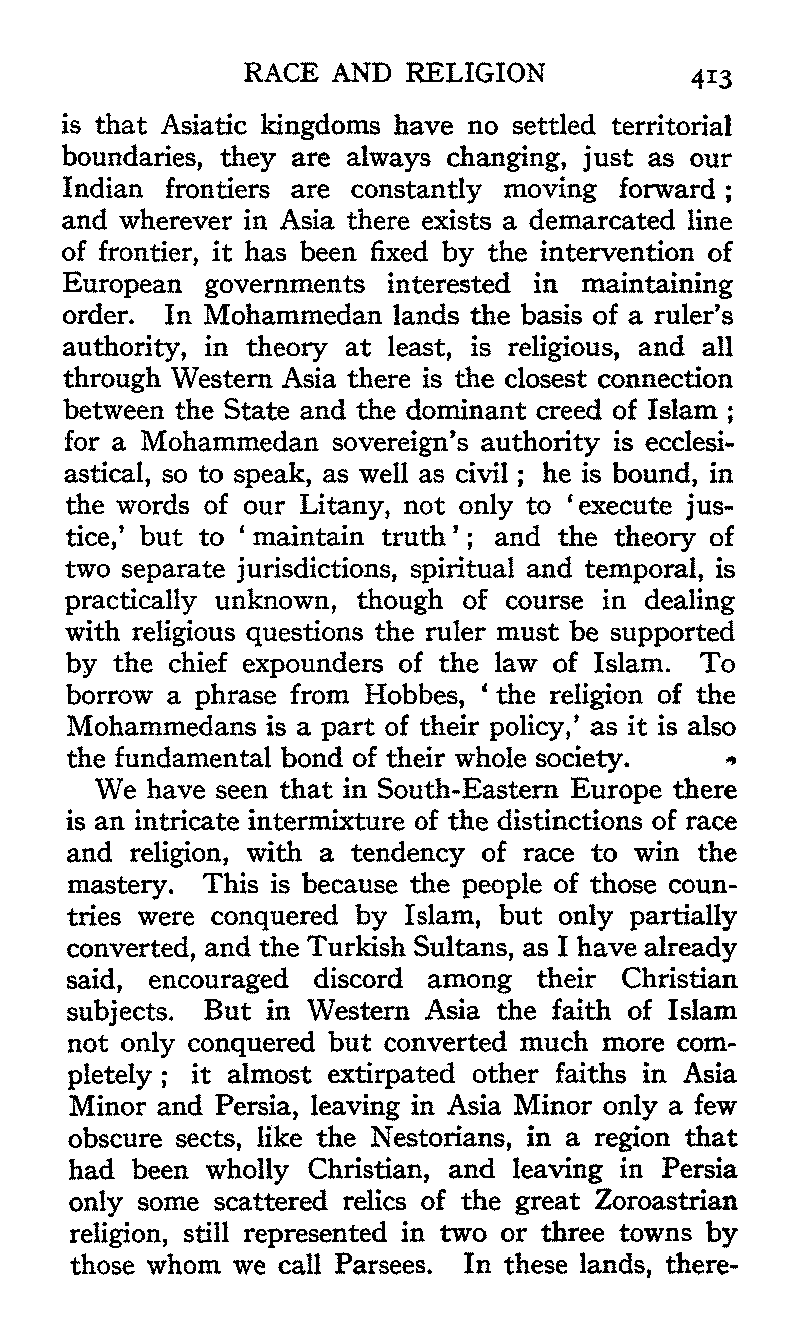 RACE AND RELIGION 413
is that Asiatic kingdoms have no settled territorial
boundaries, they are always changing, just as our
Indian frontiers are constantly moving forward ;
and wherever in Asia there exists a demarcated line
of frontier, it has been fixed by the intervention of
European governments interested in maintaining
order. In Mohammedan lands the basis of a ruler's
authority, in theory at least, is religious, and all
through Western Asia there is the closest connection
between the State and the dominant creed of Islam ;
for a Mohammedan sovereign's authority is ecclesi-
astical, so to speak, as well as civil ; he is bound, in
the words of our Litany, not only to ‘execute jus-
tice,’ but to ‘maintain truth’; and the theory of
two separate jurisdictions, spiritual and temporal, is
practically unknown, though of course in dealing
with religious questions the ruler must be supported
by the chief expounders of the law of Islam. To
borrow a phrase from Hobbes, ‘the religion of the
Mohammedans is a part of their policy,’ as it is also
the fundamental bond of their whole society.
We have seen that in South-Eastern Europe there
is an intricate intermixture of the distinctions of race
and religion, with a tendency of race to win the
mastery. This is because the people of those coun-
tries were conquered by Islam, but only partially
converted, and the Turkish Sultans, as I have already
said, encouraged discord among their Christian
subjects. But in Western Asia the faith of Islam
not only conquered but converted much more com-
pletely ; it almost extirpated other faiths in Asia
Minor and Persia, leaving in Asia Minor only a few
obscure sects, like the Nestorians, in a region that
had been wholly Christian, and leaving in Persia
only some scattered relics of the great Zoroastrian
religion, still represented in two or three towns by
those whom we call Parsees. In these lands, there-